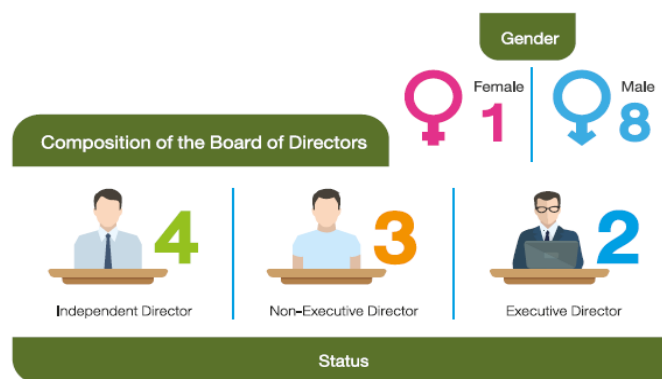 Gender
Female
1
Male
8
Composition of the Board of Directors
4
3
2
Independent Director
Non-Executive Director
Executive Director
Status